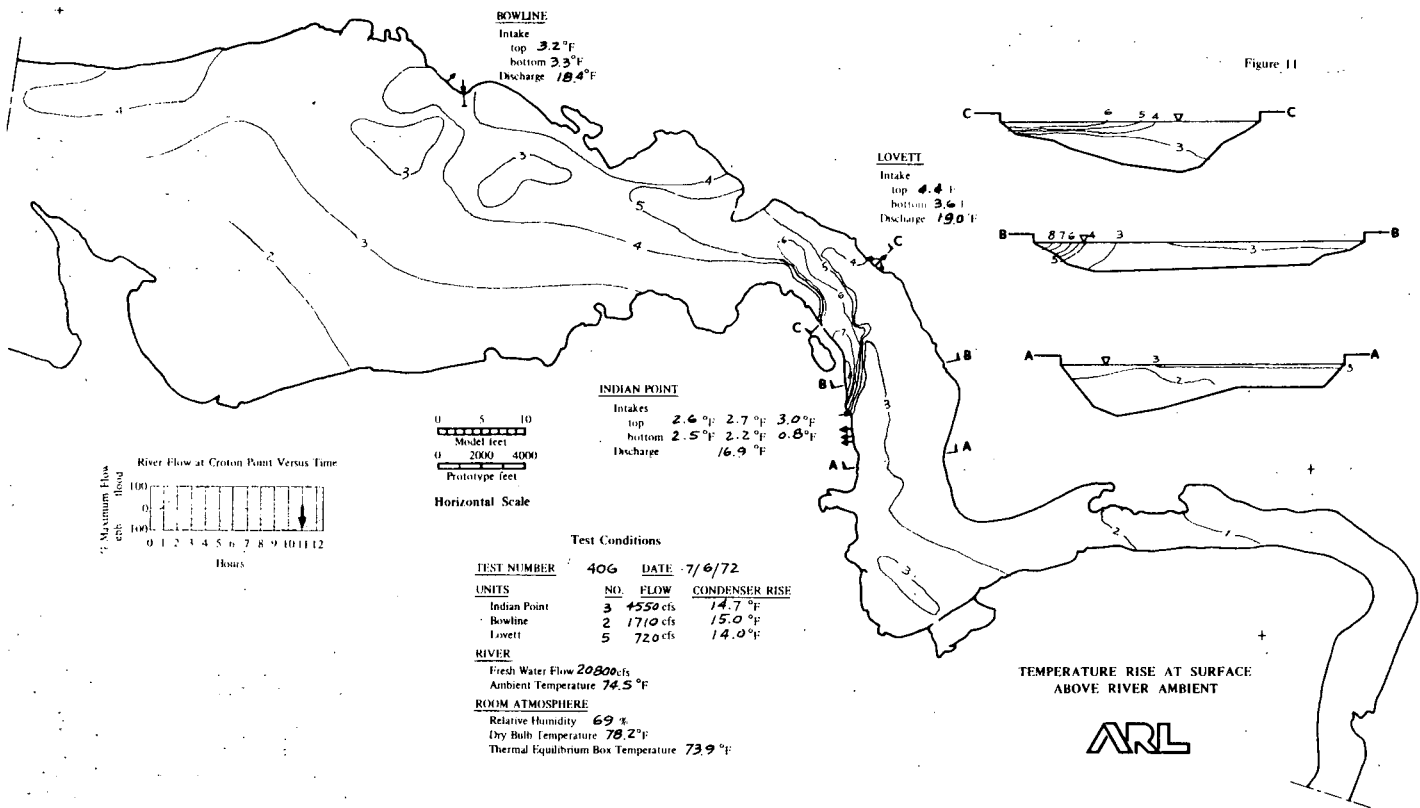 BOWLINE
Intake
top 3.2°F
bottom 3.3°F
Discharge 18.4°F
Figure 11
LOVETT
Intake
top 4.4 F
bottom 3.6
Discharge 19.0°F
C 6 5 4 C
3
B 8 7 6 4 3 B
5 3
A 3 A
2 3
4
3
3
4
5
4
3
2
6
5
4
C
6
7
C
B
B
3
A
A
3
2
1
INDIAN POINT
Intakes
top 2.6°F 2.7°F 3.0°F
bottom 2.5°F 2.2°F 0.8°F
Discharge 16.9°F
0 5 10
Model feet
0 2000 4000
Prototype feet
Horizontal Scale
River Flow at Croton Point Versus Time
% Maximum Flow
ebb flood
100
0
100
0 1 2 3 4 5 6 7 8 9 10 11 12
Hours
Test Conditions
TEST NUMBER 40G DATE 7/6/72
UNITS NO. FLOW CONDENSER RISE
Indian Point 3 4550 cfs 14.7 °F
Bowline 2 1710 cfs 15.0 °F
Lovett 5 720 cfs 14.0 °F
RIVER
Fresh Water Flow 20800 cfs
Ambient Temperature 74.5 °F
ROOM ATMOSPHERE
Relative Humidity 69 %
Dry Bulb Temperature 78.2°F
Thermal Equilibrium Box Temperature 73.9 °F
TEMPERATURE RISE AT SURFACE
ABOVE RIVER AMBIENT
ARL